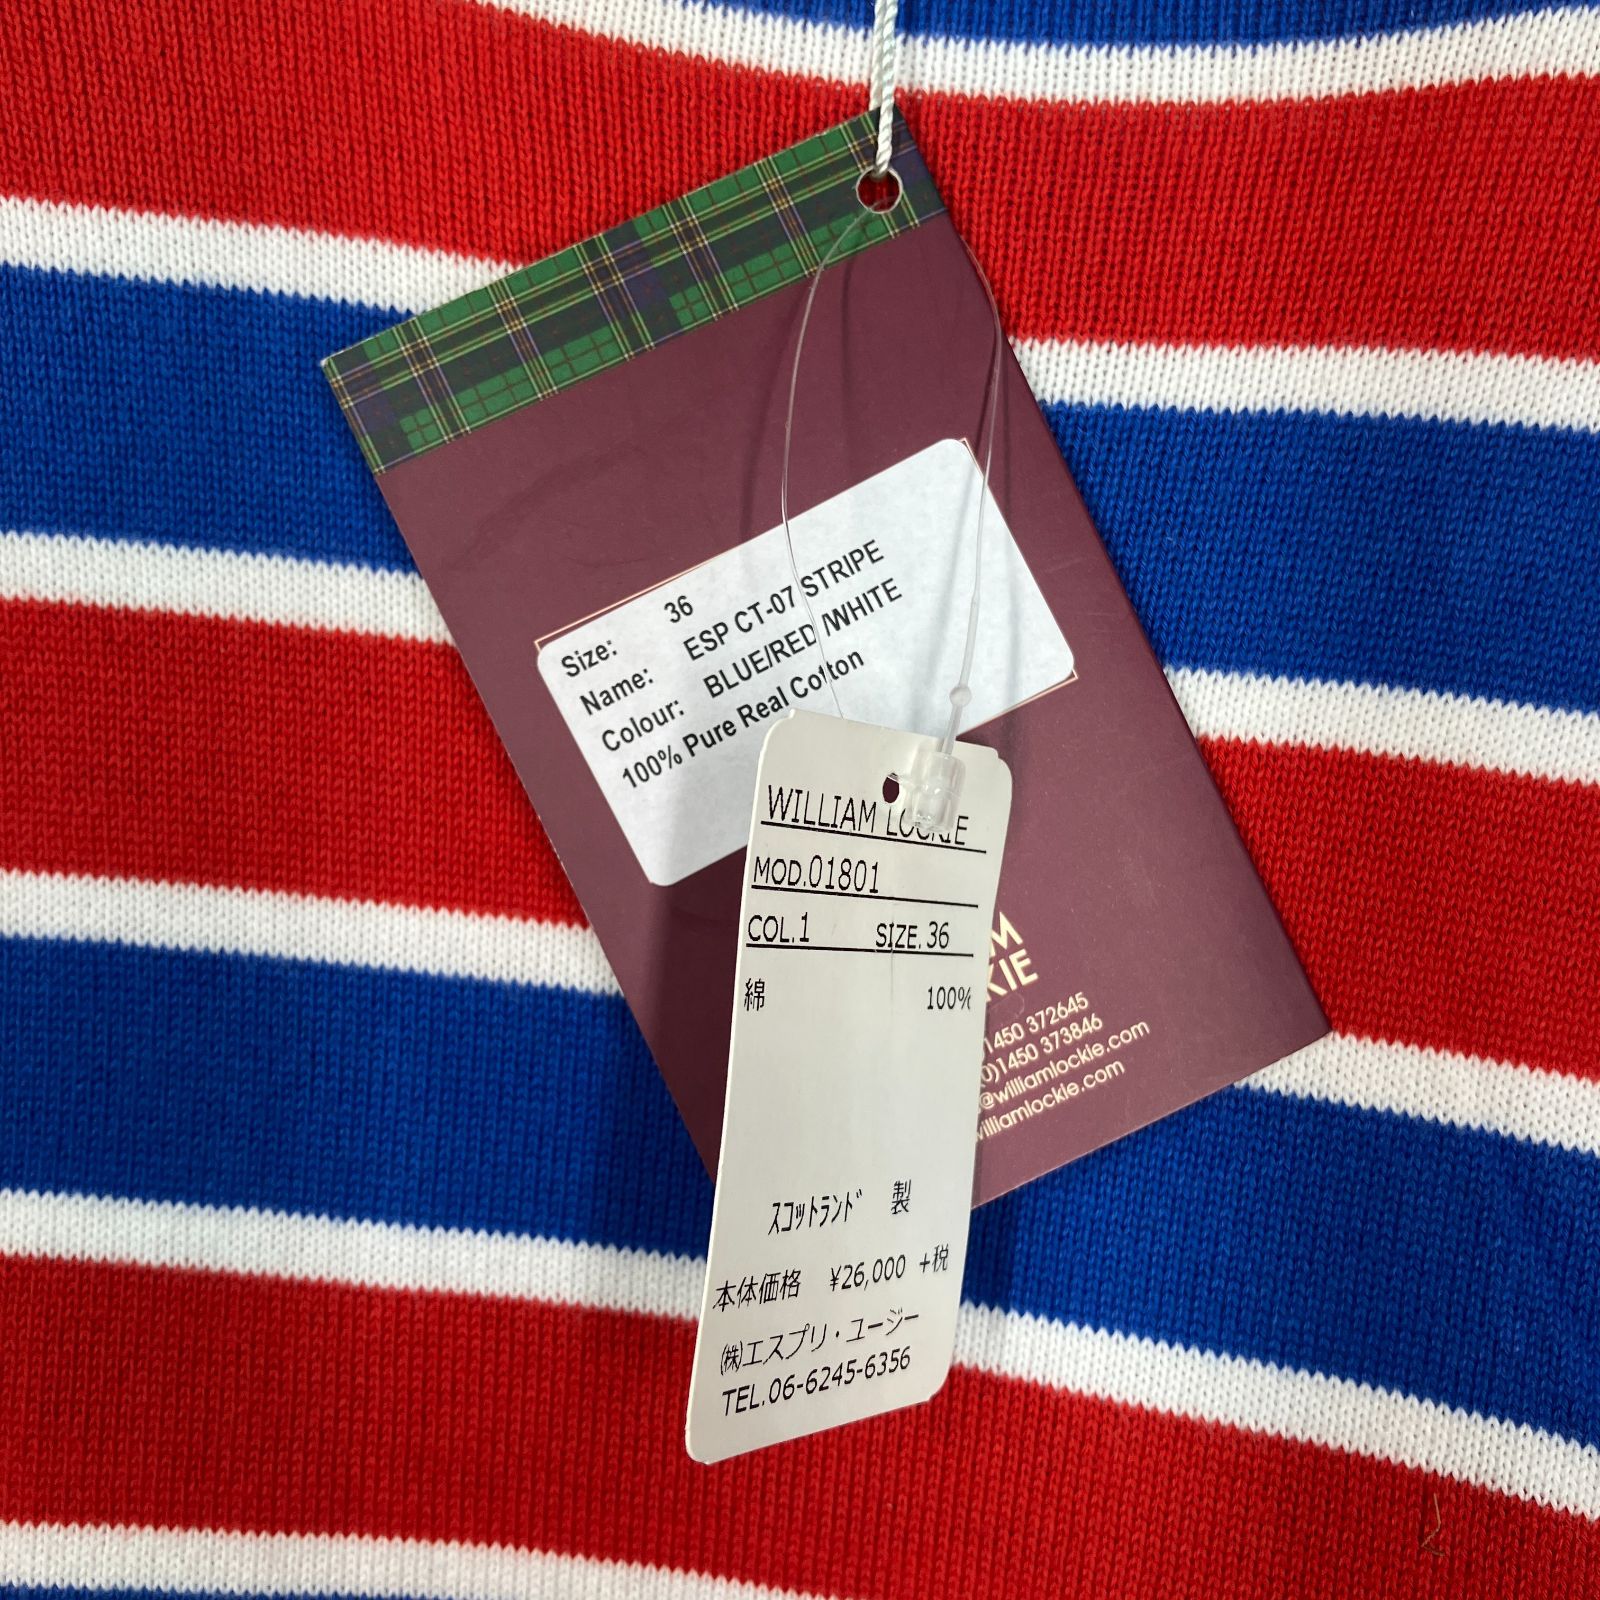 Size: 36
Name: ESP CT-07 STRIPE
Colour: BLUE/RED/WHITE
100% Pure Real Cotton
WILLIAM LOCKIE
MOD.01801
COL.1 SIZE.36
綿 100%
ｽｺｯﾄﾗﾝﾄﾞ 製
本体価格 ¥26,000 +税
㈱エスプリ・ユージー
TEL.06-6245-6356
1450 372645
(0)1450 373846
@williamlockie.com
williamlockie.com